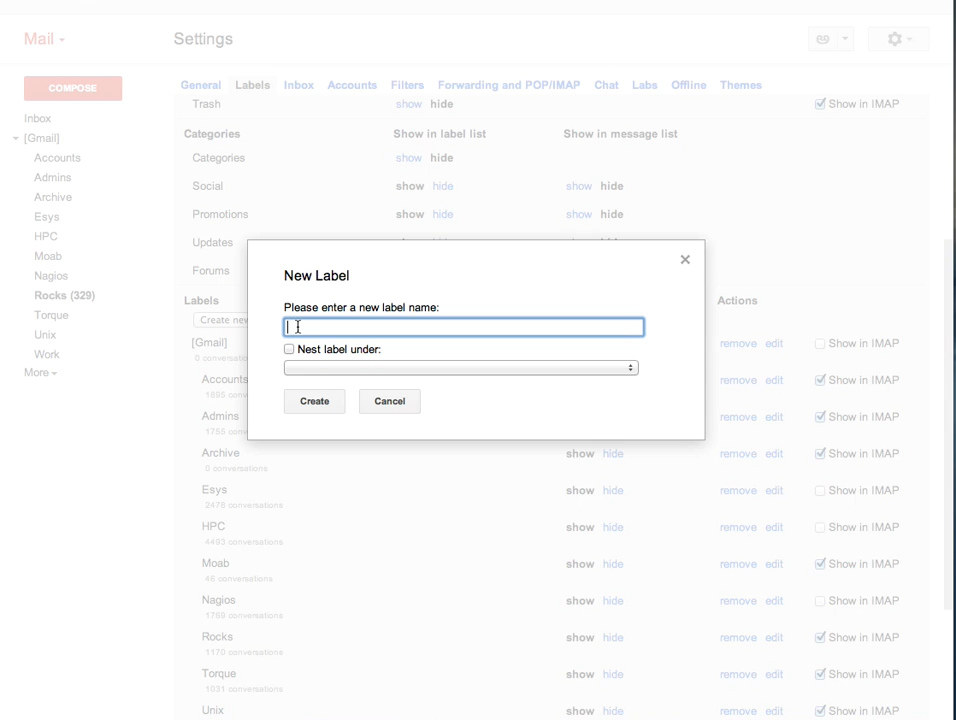 Mail
Settings
COMPOSE
General Labels Inbox Accounts Filters Forwarding and POP/IMAP Chat Labs Offline Themes
Inbox
[Gmail]
Accounts
Admins
Archive
Esys
HPC
Moab
Nagios
Rocks (329)
Torque
Unix
Work
More
Trash show hide Show in IMAP
Categories Show in label list Show in message list
Categories show hide
Social show hide show hide
Promotions show hide show hide
Updates
Forums
New Label
Please enter a new label name:
Nest label under:
Create Cancel
Labels Actions
Create new
[Gmail] remove edit Show in IMAP
0 conversations
Accounts remove edit Show in IMAP
1895 conversations
Admins remove edit Show in IMAP
1755 conversations
Archive show hide remove edit Show in IMAP
0 conversations
Esys show hide remove edit Show in IMAP
2478 conversations
HPC show hide remove edit Show in IMAP
4493 conversations
Moab show hide remove edit Show in IMAP
46 conversations
Nagios show hide remove edit Show in IMAP
1769 conversations
Rocks show hide remove edit Show in IMAP
1170 conversations
Torque show hide remove edit Show in IMAP
1031 conversations
Unix show hide remove edit Show in IMAP